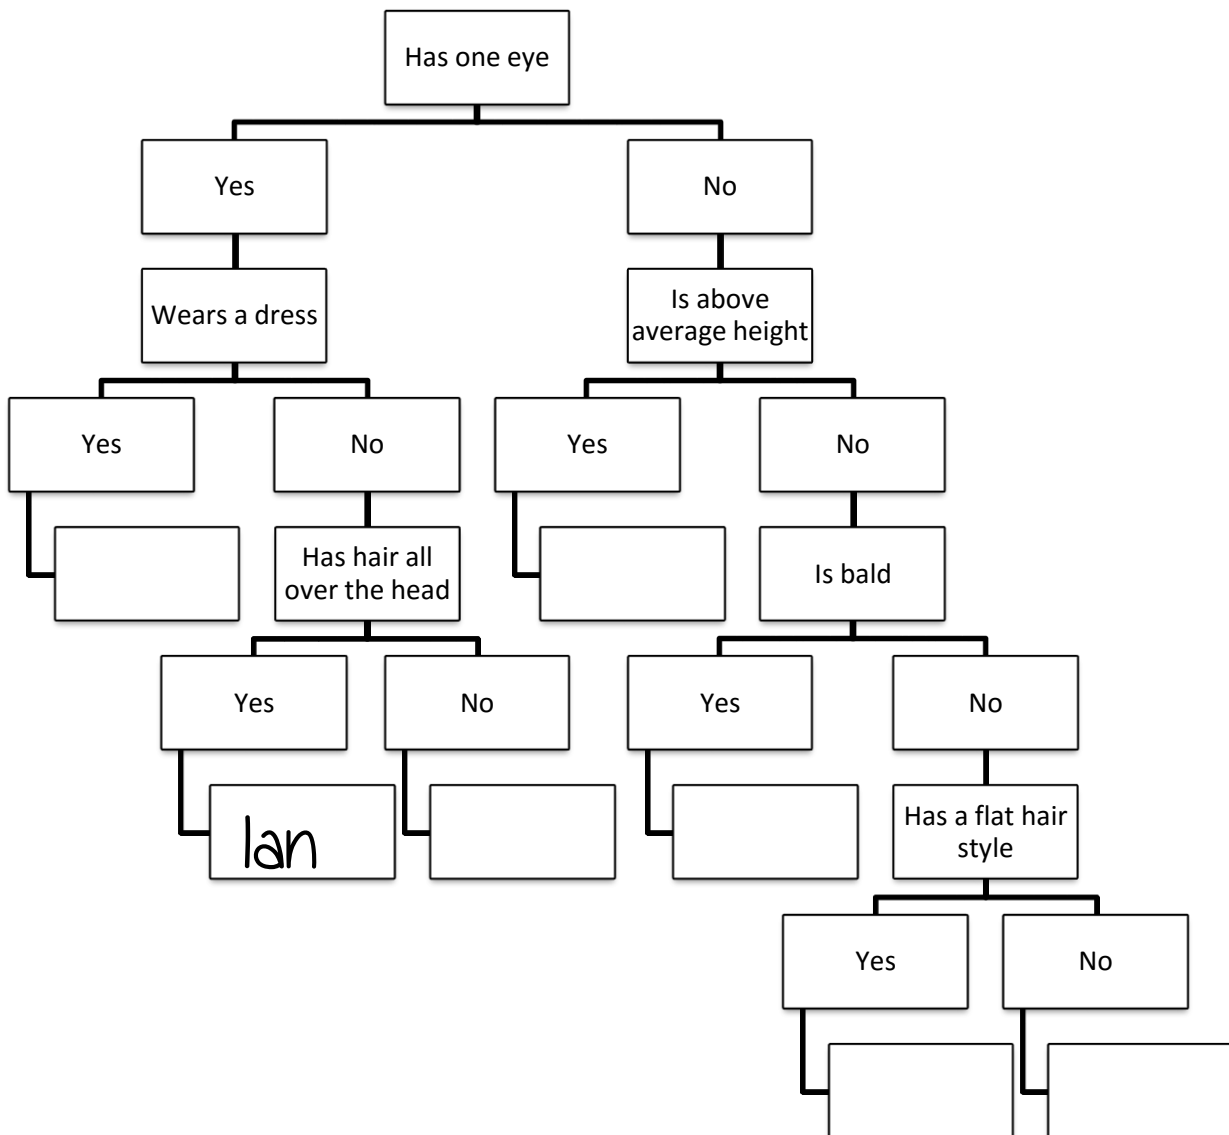 Has one eye
Yes
No
Wears a dress
Is above
average height
Yes
No
Yes
No
Has hair all
over the head
Is bald
Yes
No
Yes
No
Ian
Has a flat hair
style
Yes
No